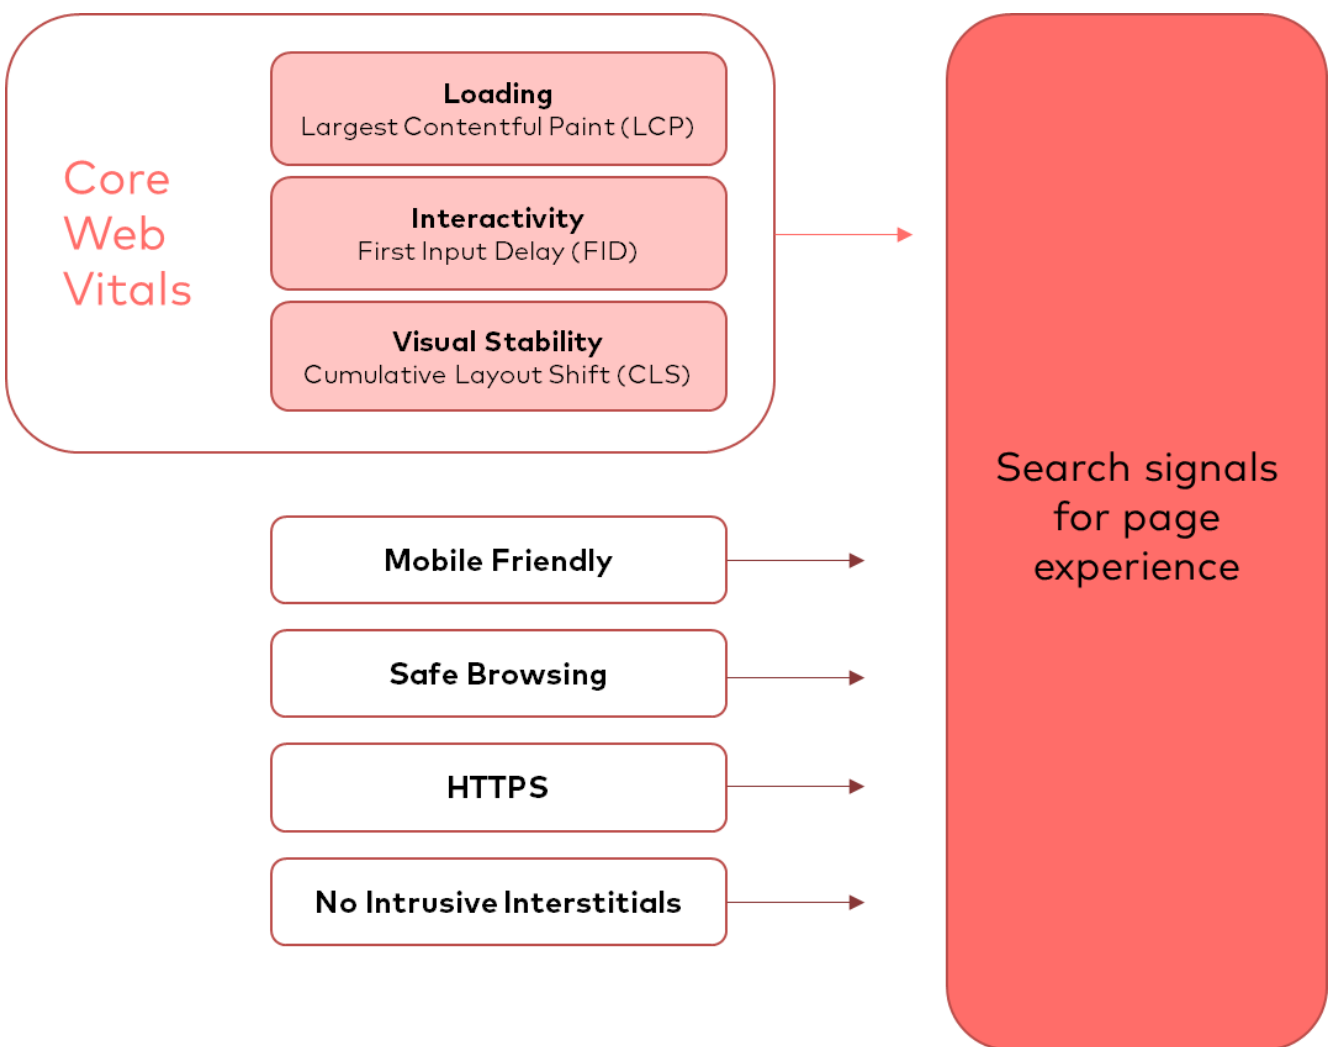 Core
Web
Vitals
Loading
Largest Contentful Paint (LCP)
Interactivity
First Input Delay (FID)
Visual Stability
Cumulative Layout Shift (CLS)
Mobile Friendly
Safe Browsing
HTTPS
No Intrusive Interstitials
Search signals
for page
experience